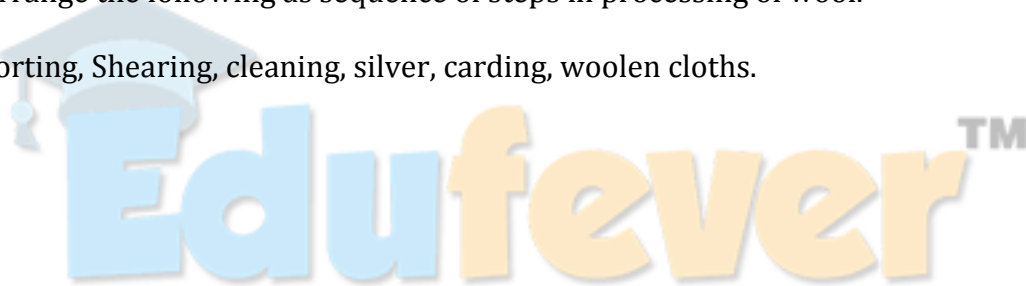 range the following as sequence of steps in processing of wool.
orting, Shearing, cleaning, silver, carding, woolen cloths.
Edufever TM